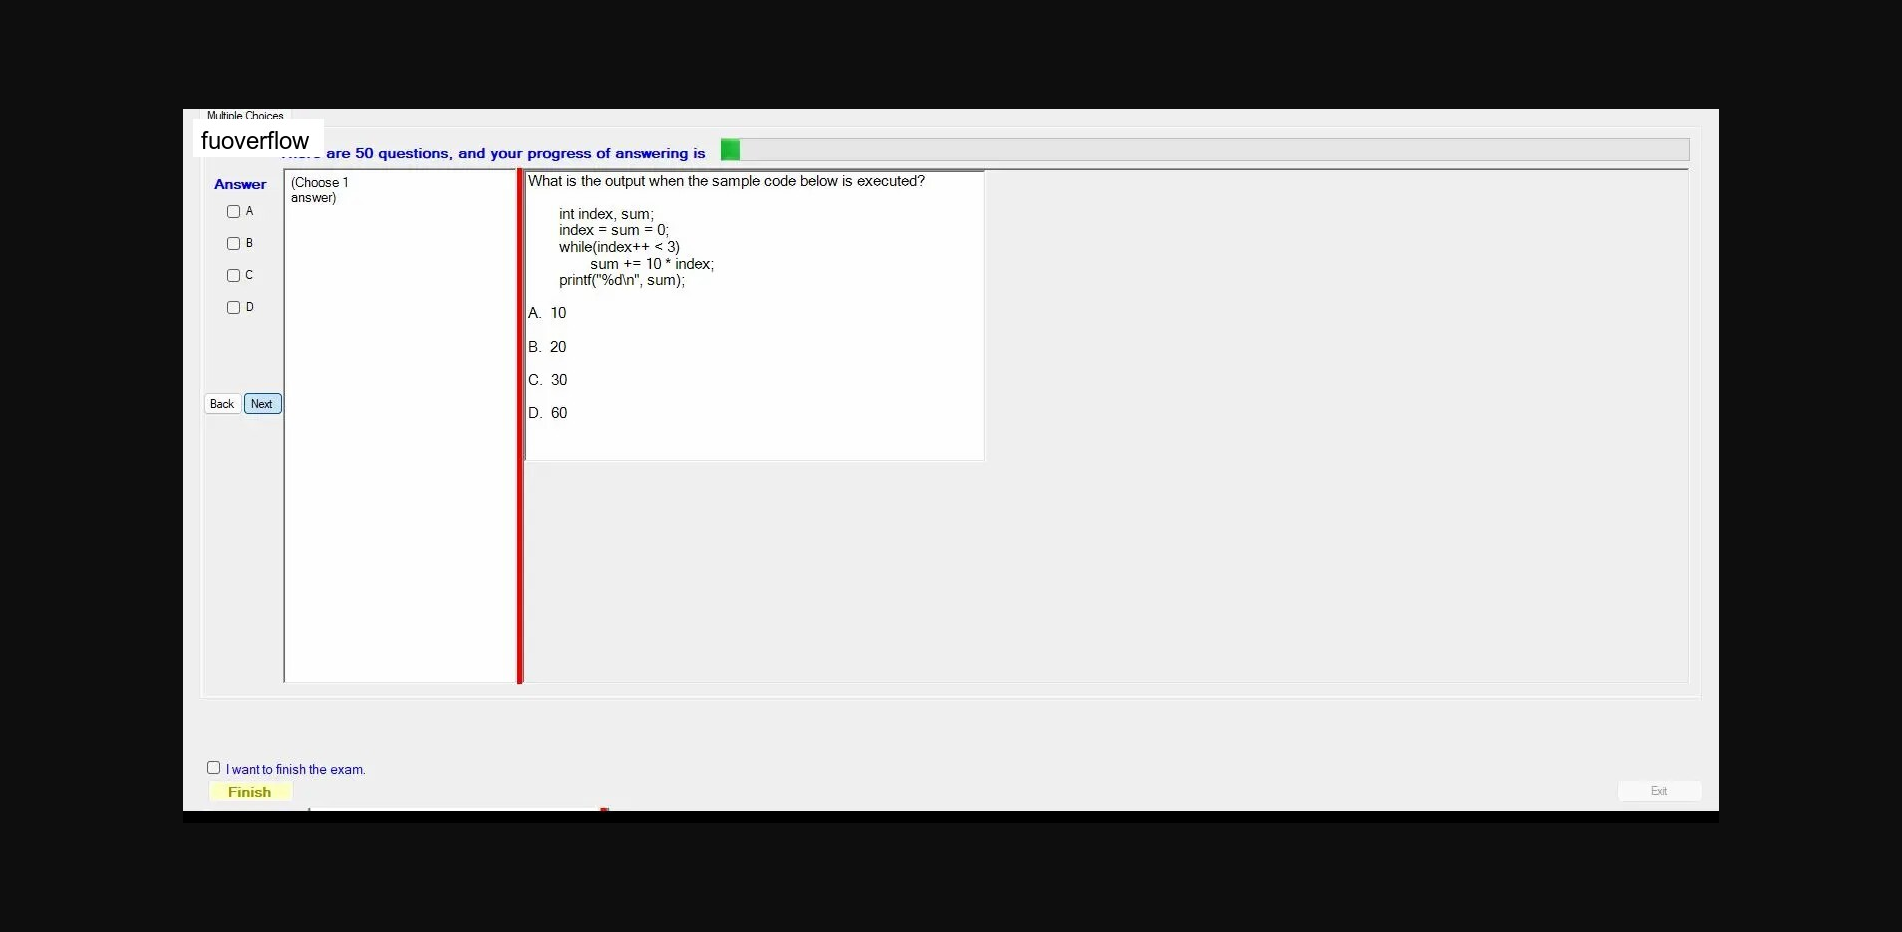 Multiple Choices
fuoverflow
are 50 questions, and your progress of answering is
Answer
A
B
C
D
Back
Next
(Choose 1
answer)
What is the output when the sample code below is executed?
int index, sum;
index = sum = 0;
while(index++ < 3)
sum += 10 * index;
printf("%d\n", sum);
A. 10
B. 20
C. 30
D. 60
I want to finish the exam.
Finish
Exit